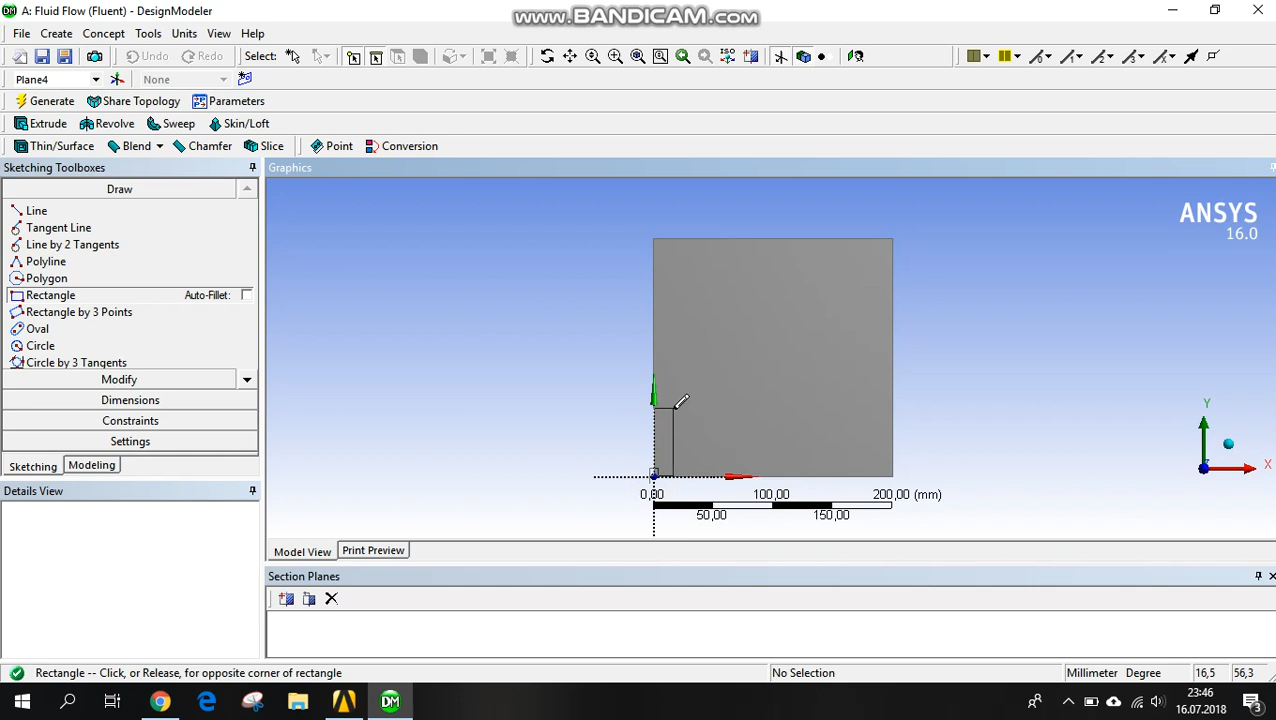 A: Fluid Flow (Fluent) - DesignModeler
www.BANDICAM.com
File Create Concept Tools Units View Help
Undo Redo Select:
ISO
Plane4 None
Generate Share Topology Parameters
Extrude Revolve Sweep Skin/Loft
Thin/Surface Blend Chamfer Slice Point Conversion
Sketching Toolboxes
Draw
Line
Tangent Line
Line by 2 Tangents
Polyline
Polygon
Rectangle Auto-Fillet:
Rectangle by 3 Points
Oval
Circle
Circle by 3 Tangents
Modify
Dimensions
Constraints
Settings
Sketching Modeling
Details View
Graphics
ANSYS
16.0
Y
X
0,00 100,00 200,00 (mm)
50,00 150,00
Model View Print Preview
Section Planes
Rectangle -- Click, or Release, for opposite corner of rectangle No Selection Millimeter Degree 16,5 56,3
DM
23:46
16.07.2018
3